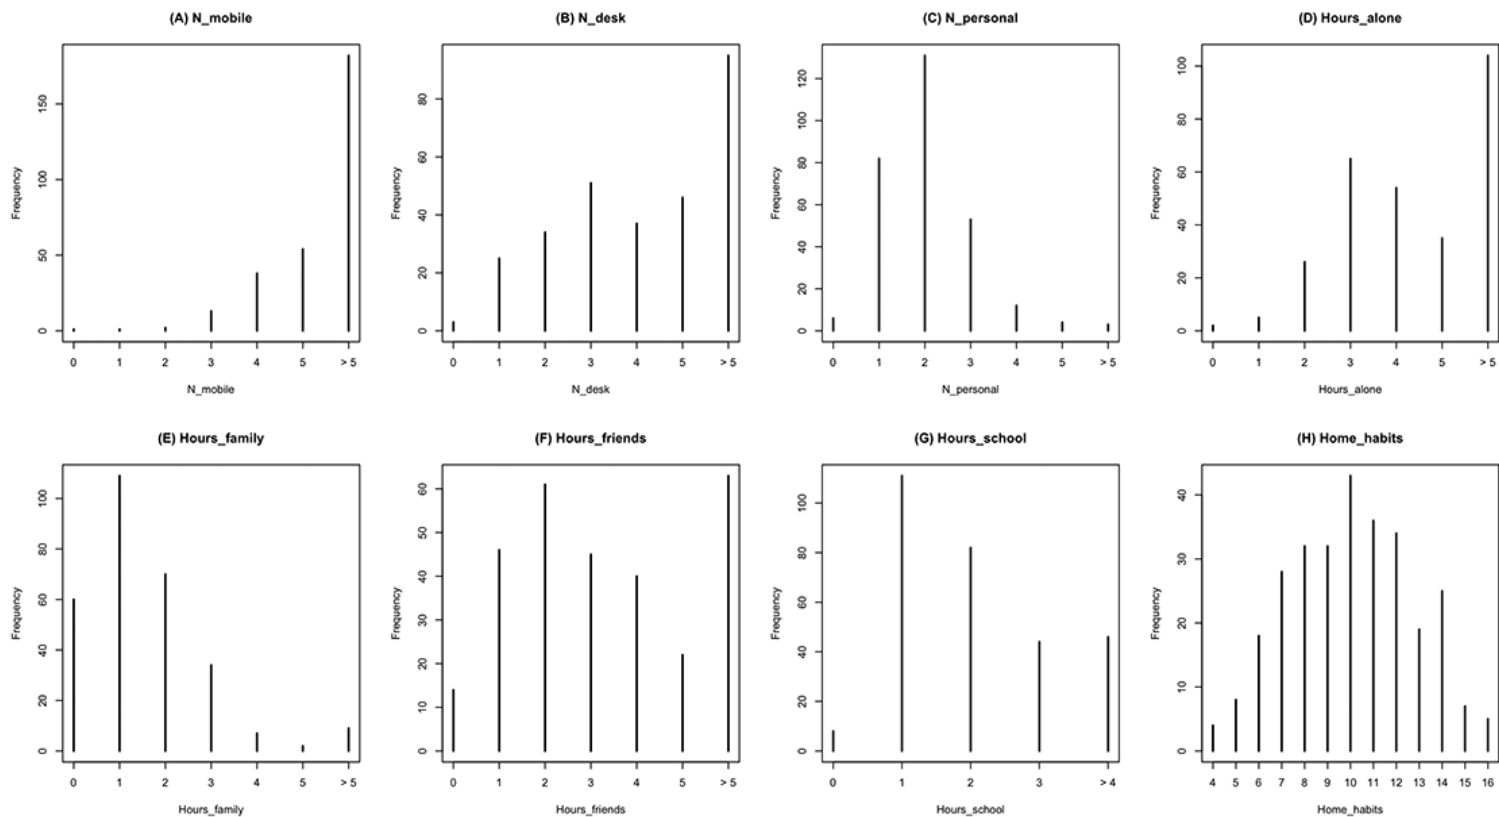 (A) N_mobile
Frequency
0 50 100 150
0 1 2 3 4 5 > 5
N_mobile
(B) N_desk
Frequency
0 20 40 60 80
0 1 2 3 4 5 > 5
N_desk
(C) N_personal
Frequency
0 20 40 60 80 100 120
0 1 2 3 4 5 > 5
N_personal
(D) Hours_alone
Frequency
0 20 40 60 80 100
0 1 2 3 4 5 > 5
Hours_alone
(E) Hours_family
Frequency
0 20 40 60 80 100
0 1 2 3 4 5 > 5
Hours_family
(F) Hours_friends
Frequency
0 10 20 30 40 50 60
0 1 2 3 4 5 > 5
Hours_friends
(G) Hours_school
Frequency
0 20 40 60 80 100
0 1 2 3 > 4
Hours_school
(H) Home_habits
Frequency
0 10 20 30 40
4 5 6 7 8 9 10 11 12 13 14 15 16
Home_habits